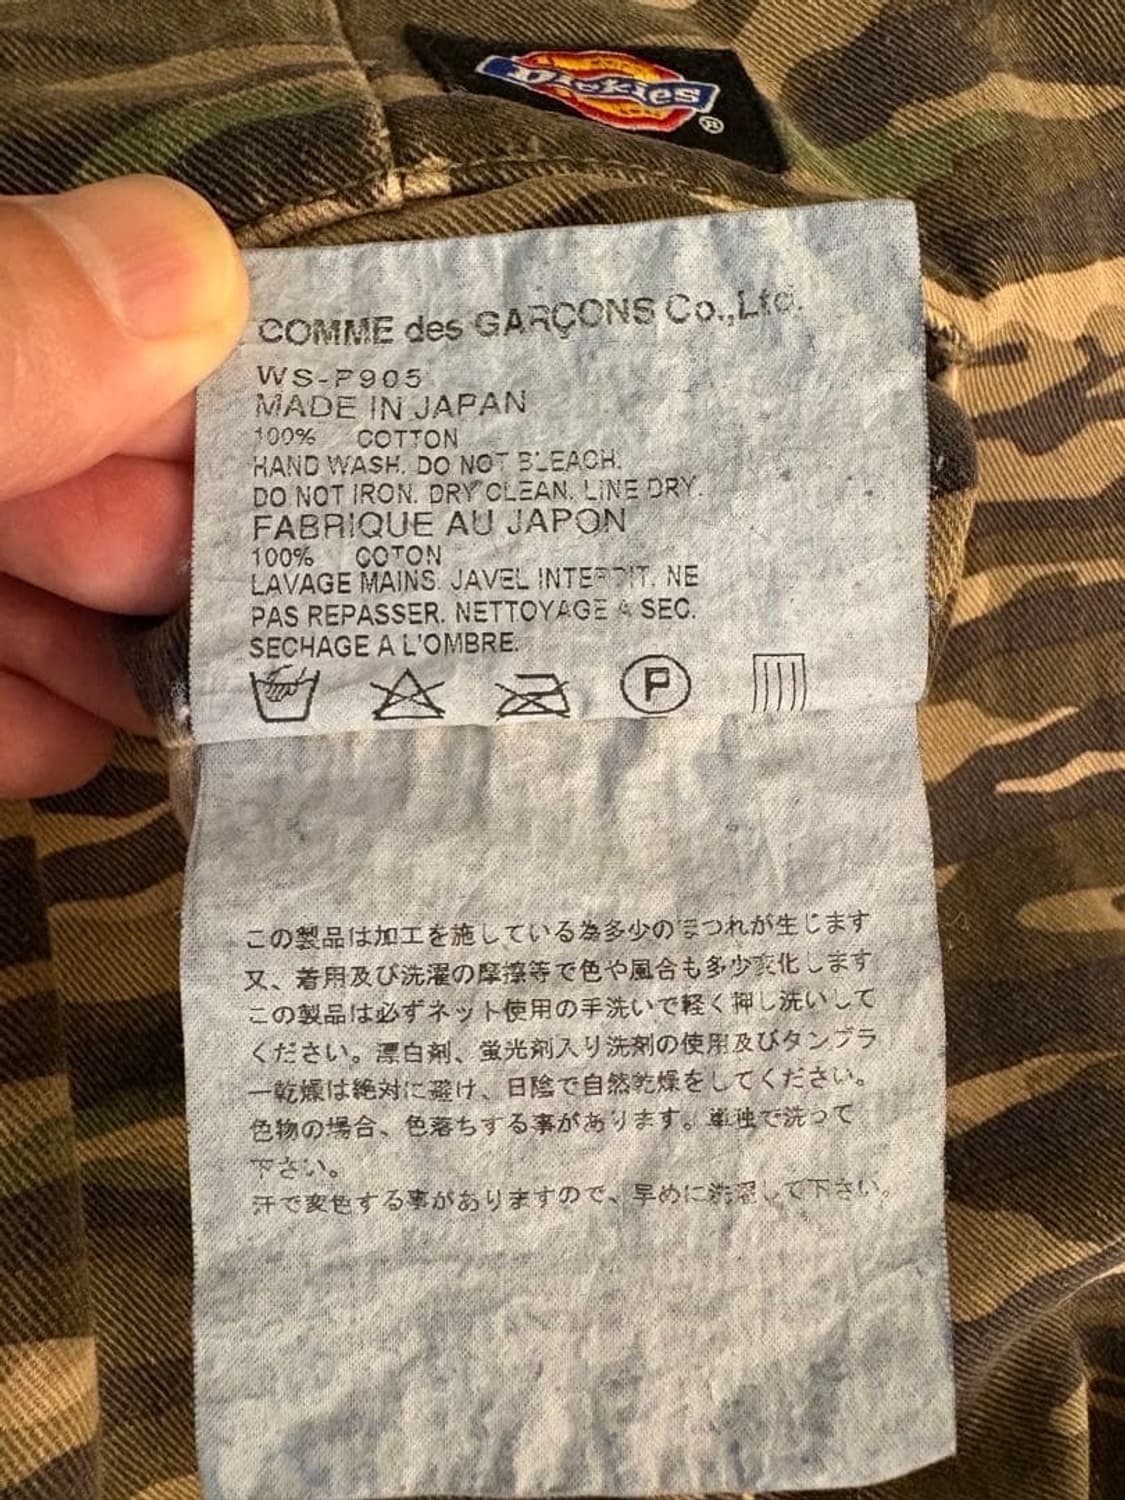 Dickies®
COMME des GARÇONS Co.,Ltd.
WS-P905
MADE IN JAPAN
100% COTTON
HAND WASH. DO NOT BLEACH.
DO NOT IRON. DRY CLEAN. LINE DRY.
FABRIQUE AU JAPON
100% COTON
LAVAGE MAINS. JAVEL INTERDIT. NE
PAS REPASSER. NETTOYAGE A SEC.
SECHAGE A L'OMBRE.
P
この製品は加工を施している為多少のほつれが生じます
又、着用及び洗濯の摩擦等で色や風合も多少変化します
この製品は必ずネット使用の手洗いで軽く押し洗いして
ください。漂白剤、蛍光剤入り洗剤の使用及びタンブラ
ー乾燥は絶対に避け、日陰で自然乾燥をしてください。
色物の場合、色落ちする事があります。単独で洗って
下さい。
汗で変色する事がありますので、早めに洗濯して下さい。